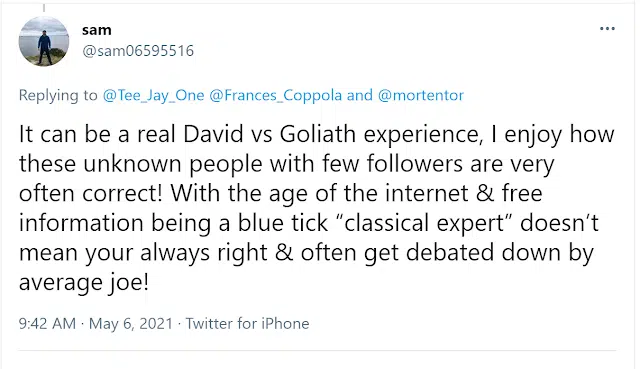 sam
@sam06595516
Replying to @Tee_Jay_One @Frances_Coppola and @mortentor
It can be a real David vs Goliath experience, I enjoy how
these unknown people with few followers are very
often correct! With the age of the internet & free
information being a blue tick “classical expert” doesn’t
mean your always right & often get debated down by
average joe!
9:42 AM · May 6, 2021 · Twitter for iPhone